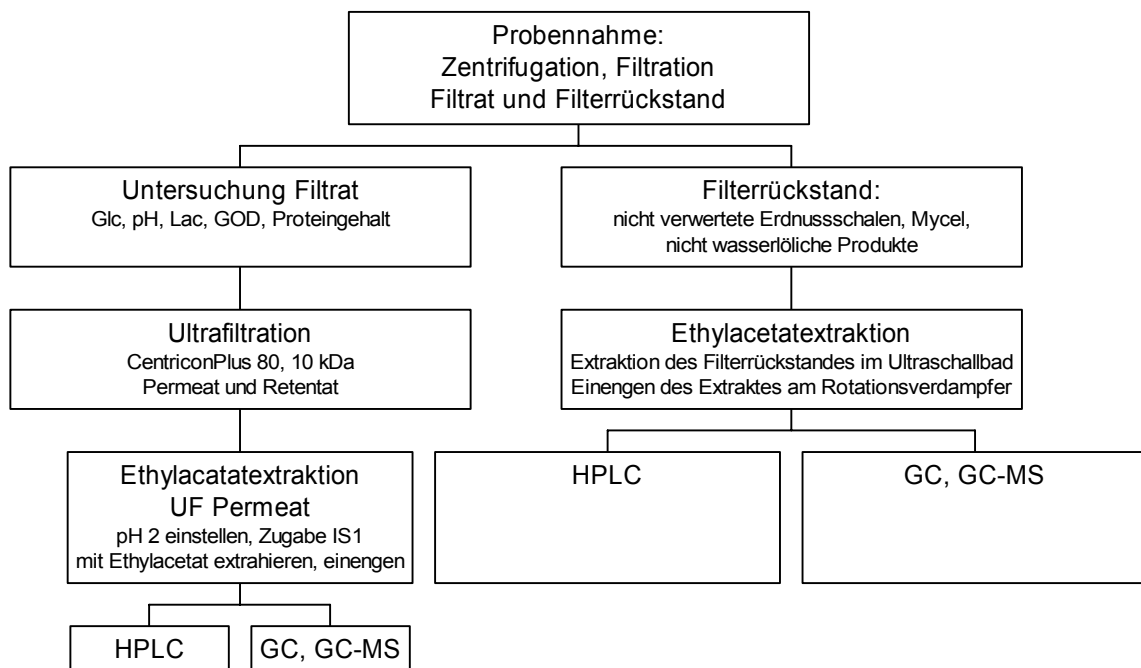 Probennahme:
Zentrifugation, Filtration
Filtrat und Filterrückstand
Untersuchung Filtrat
Glc, pH, Lac, GOD, Proteingehalt
Filterrückstand:
nicht verwertete Erdnussschalen, Mycel,
nicht wasserlöliche Produkte
Ultrafiltration
CentriconPlus 80, 10 kDa
Permeat und Retentat
Ethylacetatextraktion
Extraktion des Filterrückstandes im Ultraschallbad
Einengen des Extraktes am Rotationsverdampfer
Ethylacatatextraktion
UF Permeat
pH 2 einstellen, Zugabe IS1
mit Ethylacetat extrahieren, einengen
HPLC
GC, GC-MS
HPLC
GC, GC-MS